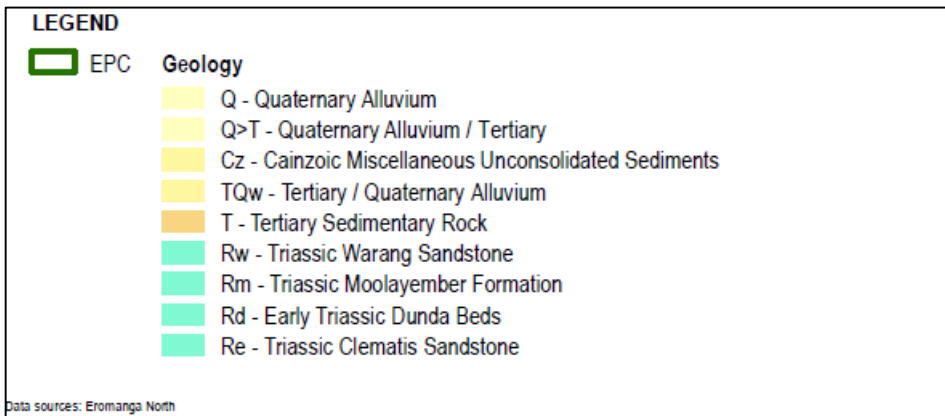 LEGEND
EPC Geology
Q - Quaternary Alluvium
Q>T - Quaternary Alluvium / Tertiary
Cz - Cainzoic Miscellaneous Unconsolidated Sediments
TQw - Tertiary / Quaternary Alluvium
T - Tertiary Sedimentary Rock
Rw - Triassic Warang Sandstone
Rm - Triassic Moolayember Formation
Rd - Early Triassic Dunda Beds
Re - Triassic Clematis Sandstone
Data sources: Eromanga North